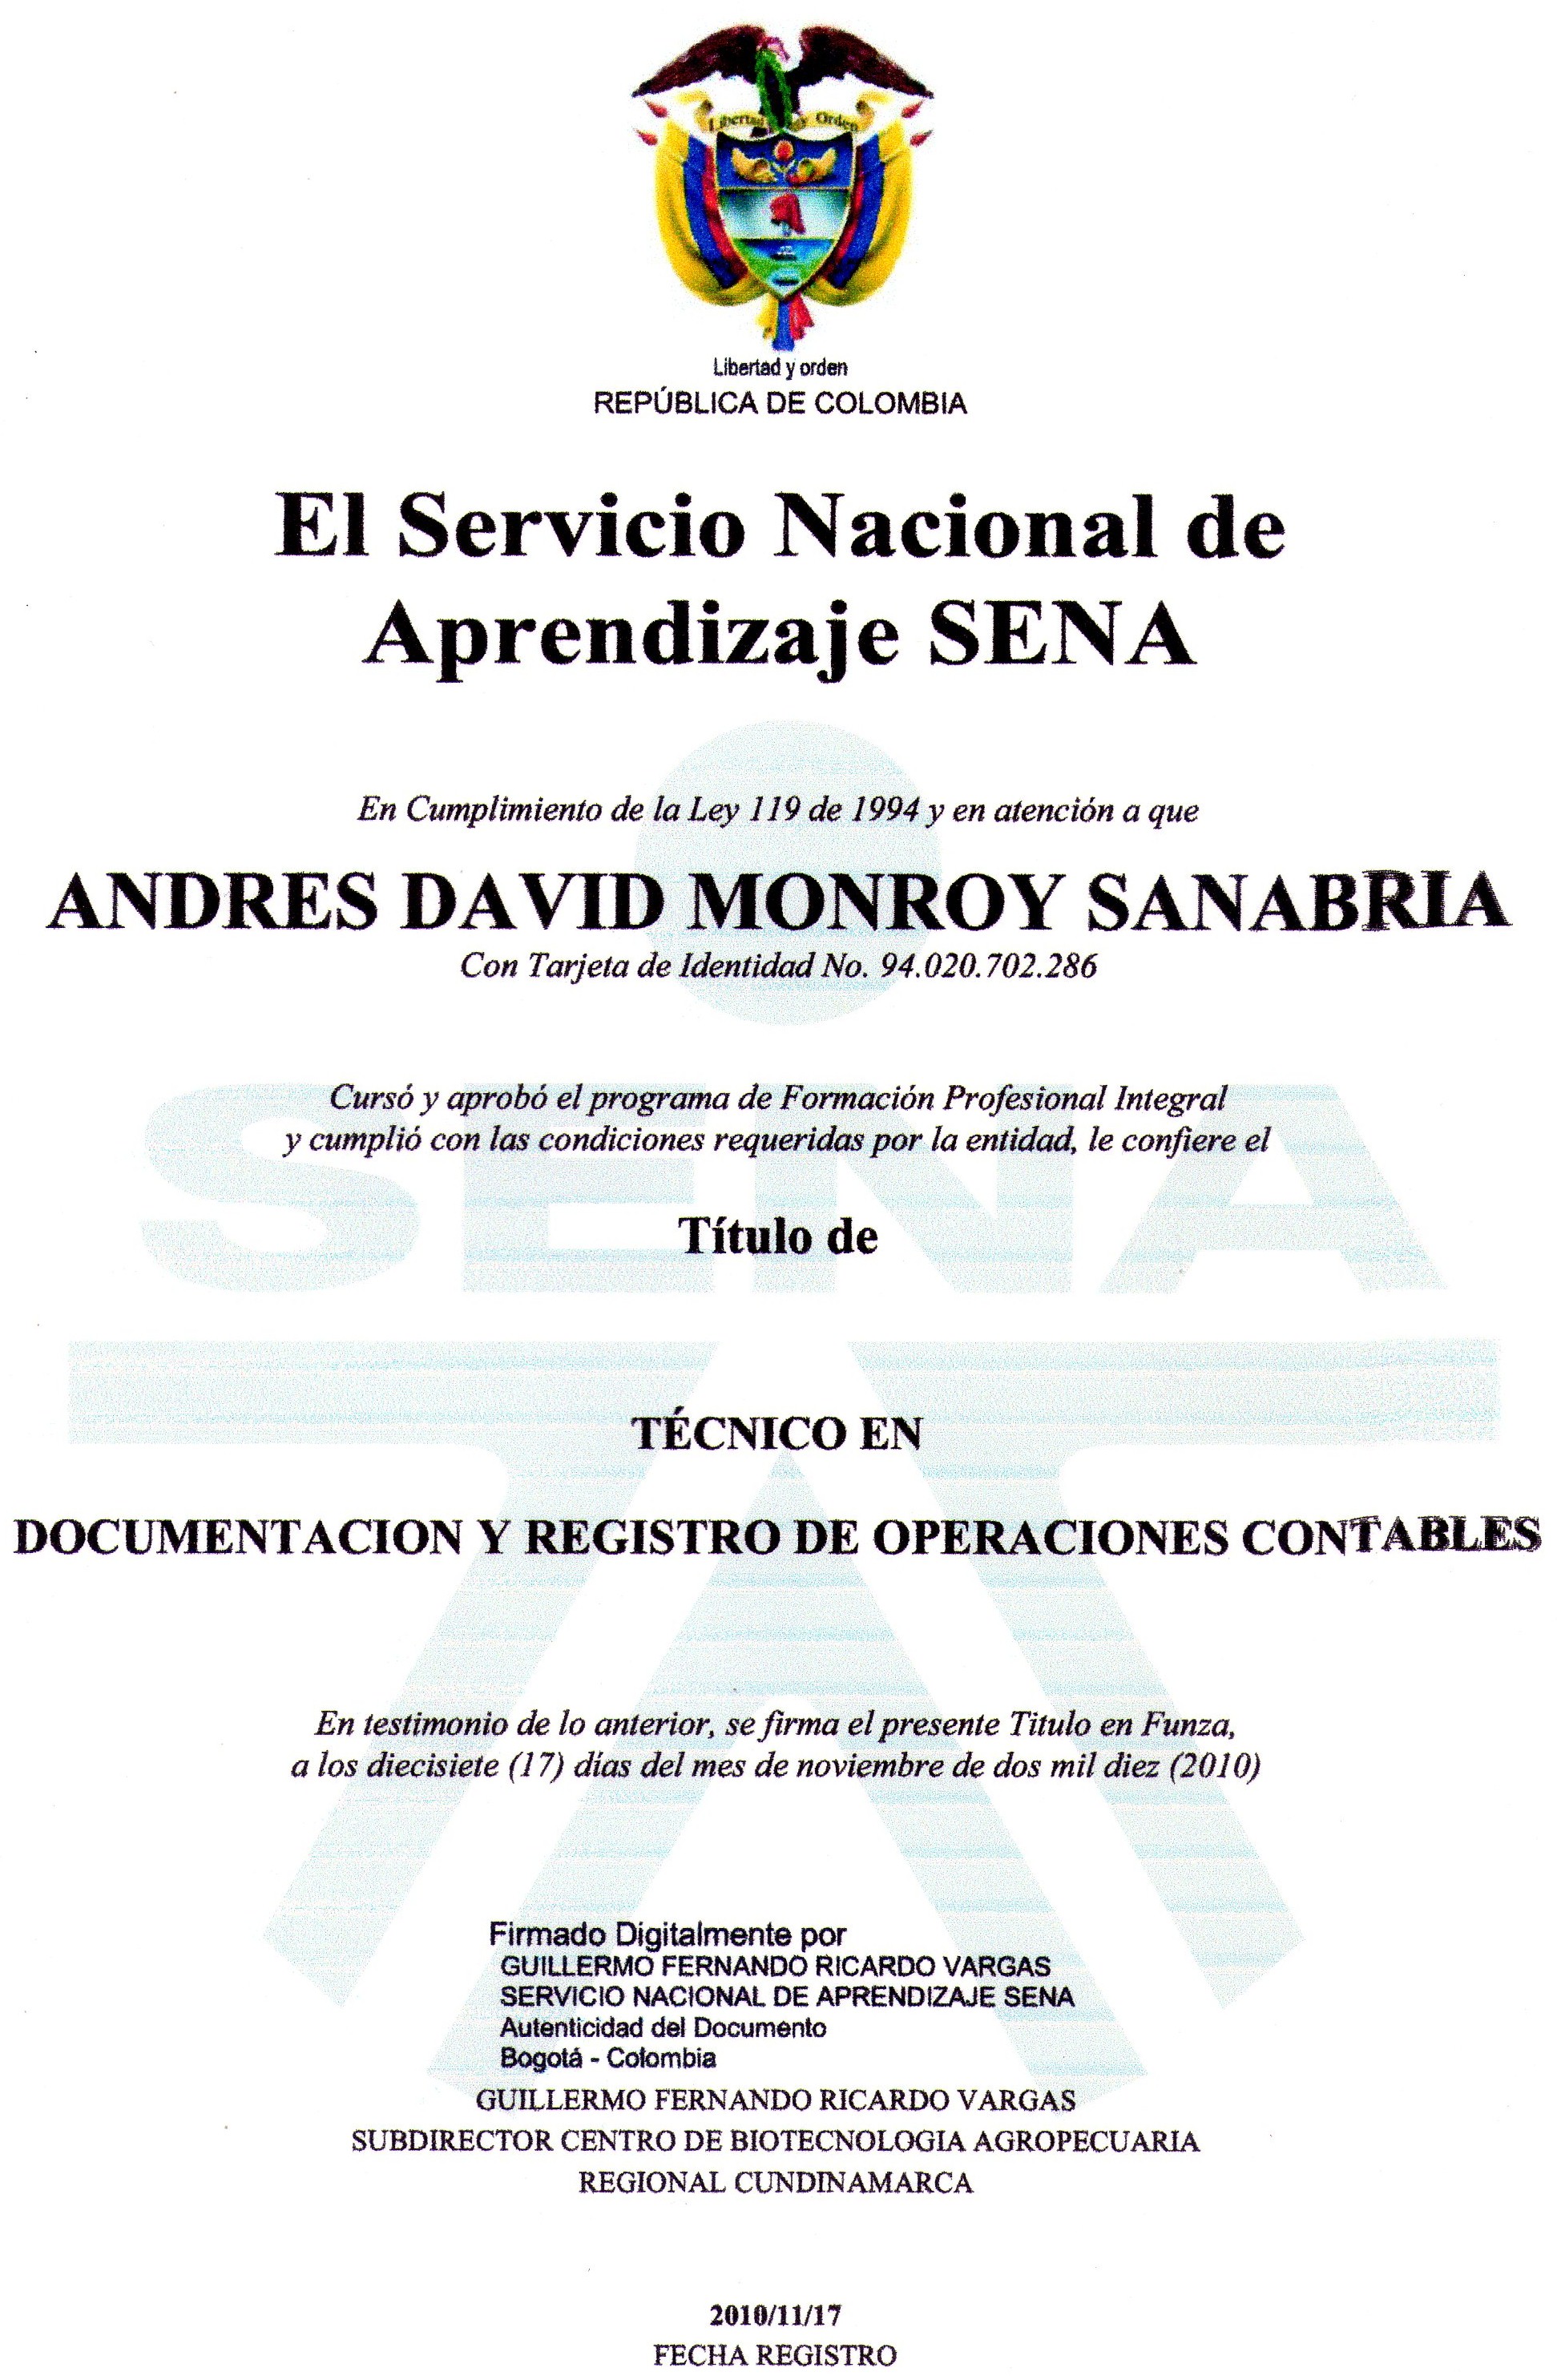 Libertad y Orden
Libertad y orden
REPÚBLICA DE COLOMBIA
El Servicio Nacional de
Aprendizaje SENA
En Cumplimiento de la Ley 119 de 1994 y en atención a que
ANDRES DAVID MONROY SANABRIA
Con Tarjeta de Identidad No. 94.020.702.286
Cursó y aprobó el programa de Formación Profesional Integral
y cumplió con las condiciones requeridas por la entidad, le confiere el
SENA
Título de
TÉCNICO EN
DOCUMENTACION Y REGISTRO DE OPERACIONES CONTABLES
En testimonio de lo anterior, se firma el presente Titulo en Funza,
a los diecisiete (17) días del mes de noviembre de dos mil diez (2010)
Firmado Digitalmente por
GUILLERMO FERNANDO RICARDO VARGAS
SERVICIO NACIONAL DE APRENDIZAJE SENA
Autenticidad del Documento
Bogotá - Colombia
GUILLERMO FERNANDO RICARDO VARGAS
SUBDIRECTOR CENTRO DE BIOTECNOLOGIA AGROPECUARIA
REGIONAL CUNDINAMARCA
2010/11/17
FECHA REGISTRO